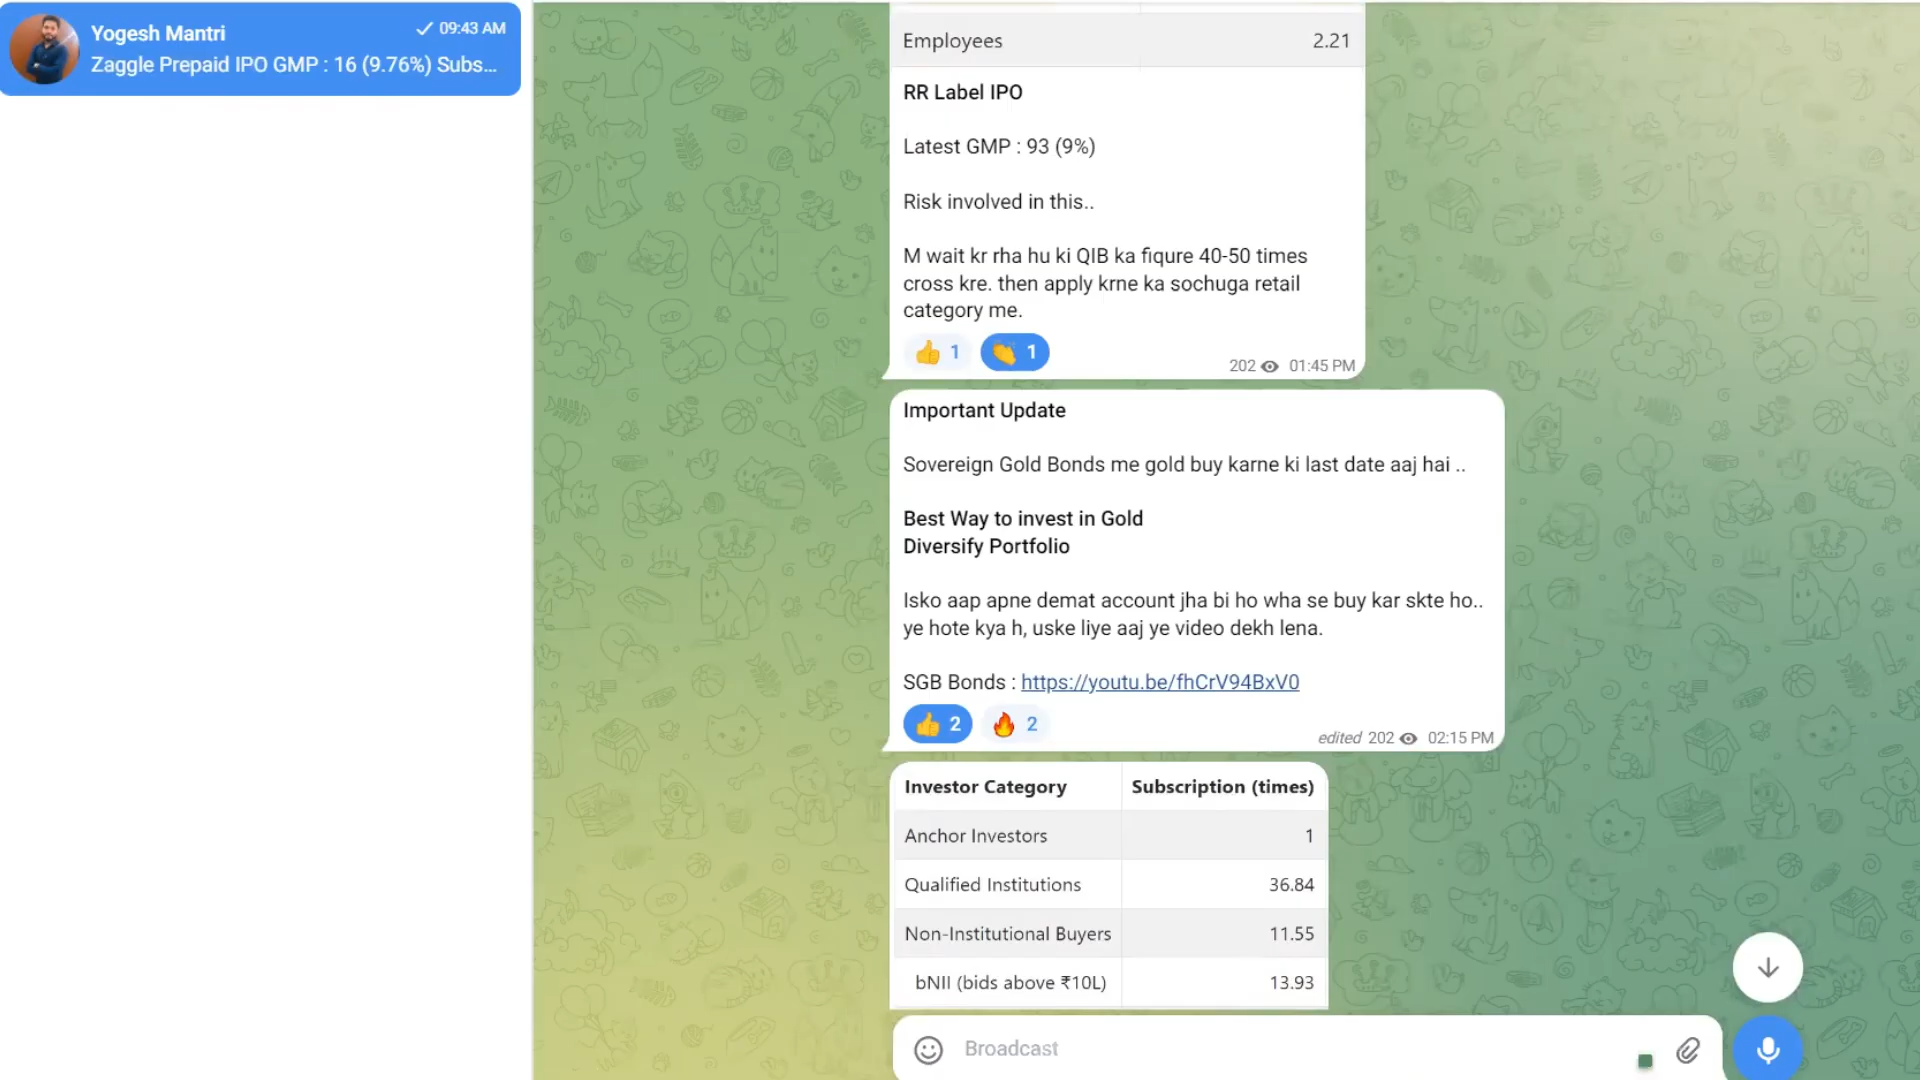 Yogesh Mantri
09:43 AM
Zaggle Prepaid IPO GMP : 16 (9.76%) Subs...
Employees 2.21
RR Label IPO
Latest GMP : 93 (9%)
Risk involved in this..
M wait kr rha hu ki QIB ka fiqure 40-50 times
cross kre. then apply krne ka sochuga retail
category me.
1 1
202 01:45 PM
Important Update
Sovereign Gold Bonds me gold buy karne ki last date aaj hai ..
Best Way to invest in Gold
Diversify Portfolio
Isko aap apne demat account jha bi ho wha se buy kar skte ho..
ye hote kya h, uske liye aaj ye video dekh lena.
SGB Bonds : https://youtu.be/fhCrV94BxV0
2 2
edited 202 02:15 PM
Investor Category Subscription (times)
Anchor Investors 1
Qualified Institutions 36.84
Non-Institutional Buyers 11.55
bNII (bids above ₹10L) 13.93
Broadcast